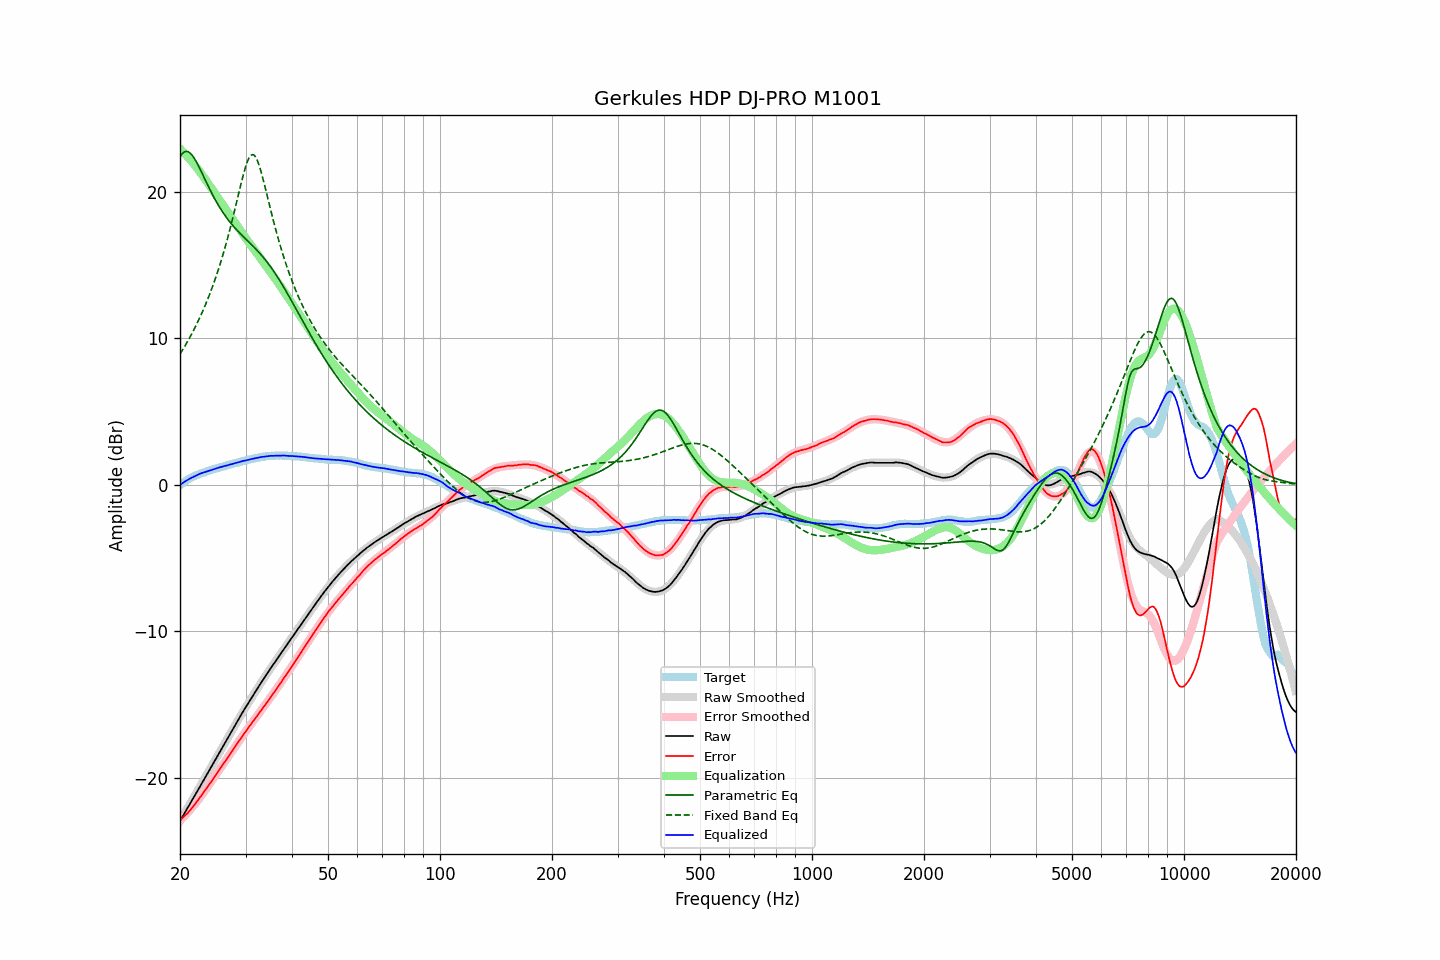 Gerkules HDP DJ-PRO M1001
Amplitude (dBr)
20
10
0
−10
−20
Target
Raw Smoothed
Error Smoothed
Raw
Error
Equalization
Parametric Eq
Fixed Band Eq
Equalized
20 50 100 200 500 1000 2000 5000 10000 20000
Frequency (Hz)